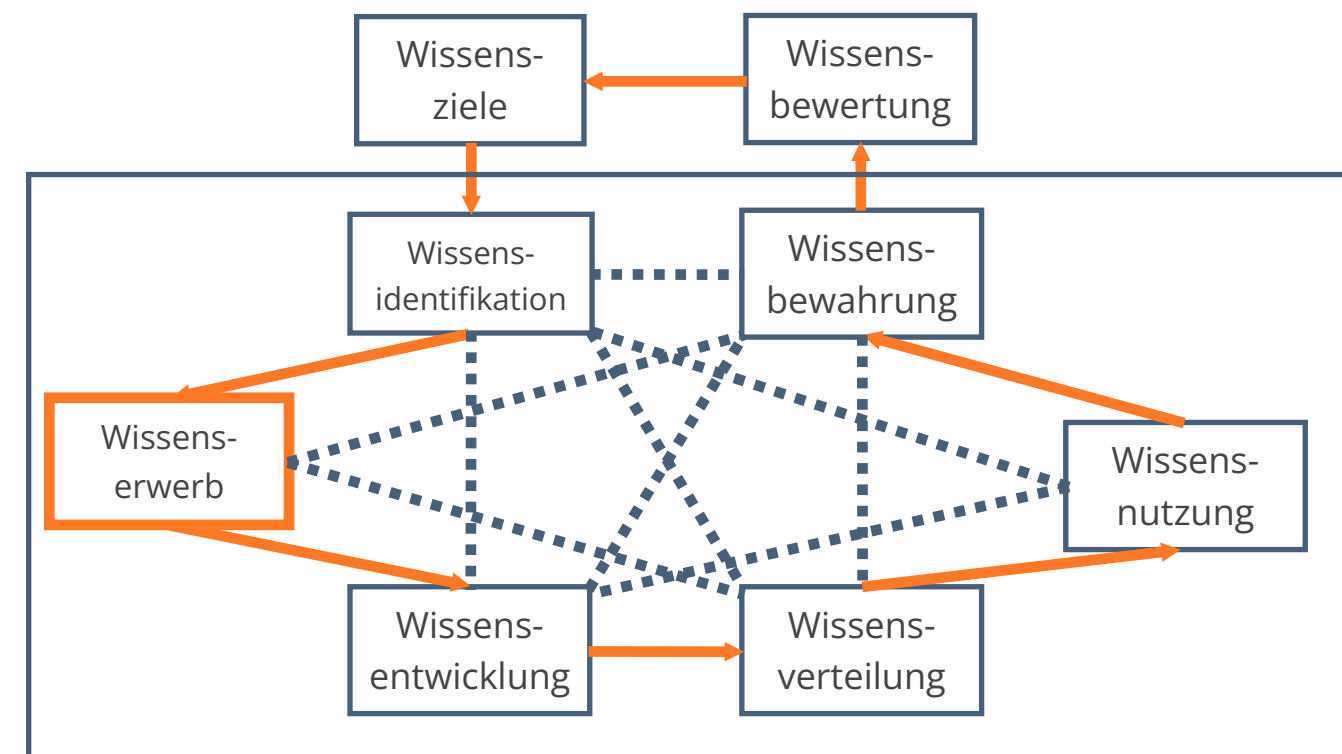 Wissens-
ziele
Wissens-
bewertung
Wissens-
identifikation
Wissens-
bewahrung
Wissens-
erwerb
Wissens-
nutzung
Wissens-
entwicklung
Wissens-
verteilung